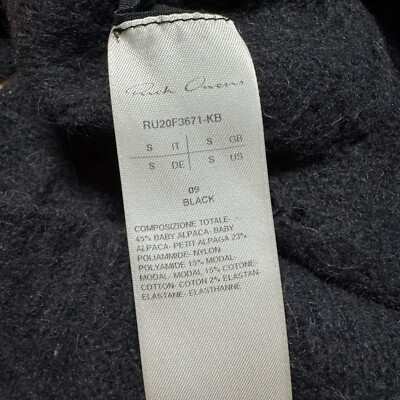 Rick Owens
RU20F3671-KB
S IT S GB
S DE S US
09
BLACK
COMPOSIZIONE TOTALE-
45% BABY ALPACA- BABY
ALPACA- PETIT ALPAGA 23%
POLIAMMIDE- NYLON-
POLYAMIDE 15% MODAL-
MODAL- MODAL 15% COTONE-
COTTON- COTON 2% ELASTAN-
ELASTANE- ELASTHANNE